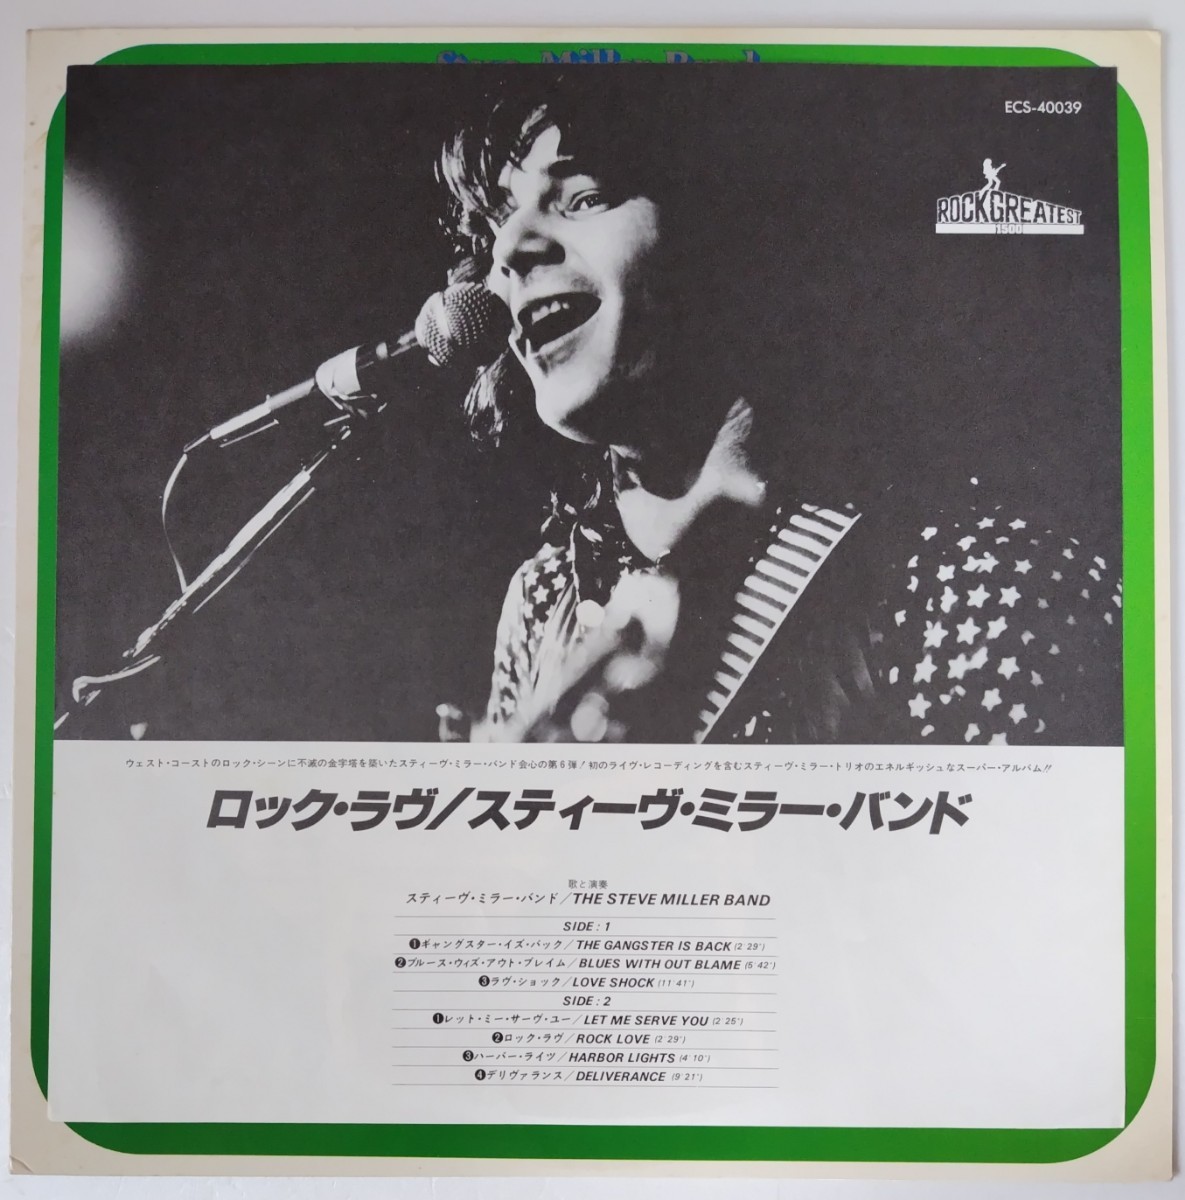 Steve Miller Band
ECS-40039
ROCK GREATEST
1500
ウェスト・コーストのロック・シーンに不滅の金字塔を築いたスティーヴ・ミラー・バンド会心の第6弾!初のライヴ・レコーディングを含むスティーヴ・ミラー・トリオのエネルギッシュなスーパー・アルバム!!
ロック・ラヴ/スティーヴ・ミラー・バンド
歌と演奏
スティーヴ・ミラー・バンド/THE STEVE MILLER BAND
SIDE : 1
❶ギャングスター・イズ・バック/THE GANGSTER IS BACK (2′29″)
❷ブルース・ウィズ・アウト・ブレイム/BLUES WITH OUT BLAME (5′42″)
❸ラヴ・ショック/LOVE SHOCK (11′41″)
SIDE : 2
❶レット・ミー・サーヴ・ユー/LET ME SERVE YOU (2′25″)
❷ロック・ラヴ/ROCK LOVE (2′29″)
❸ハーバー・ライツ/HARBOR LIGHTS (4′10″)
❹デリヴァランス/DELIVERANCE (9′21″)